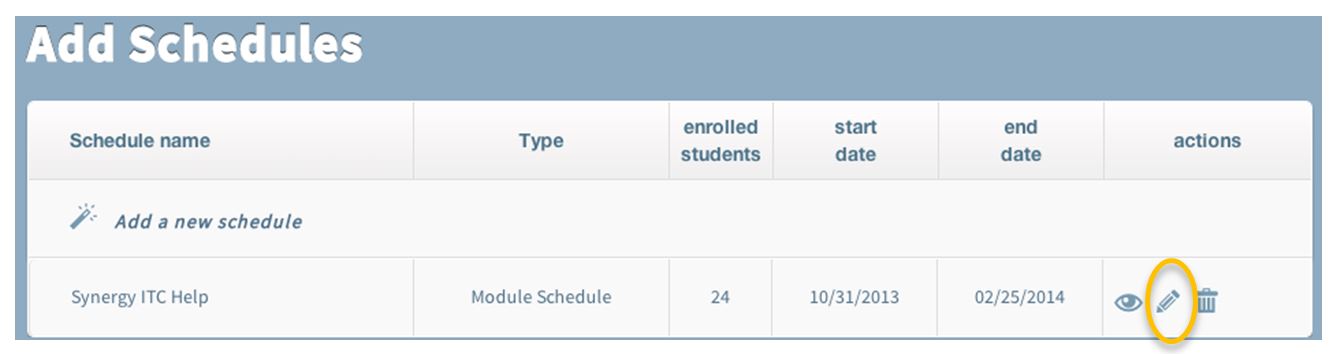 Add Schedules
Schedule name Type enrolled students start date end date actions
Add a new schedule
Synergy ITC Help Module Schedule 24 10/31/2013 02/25/2014